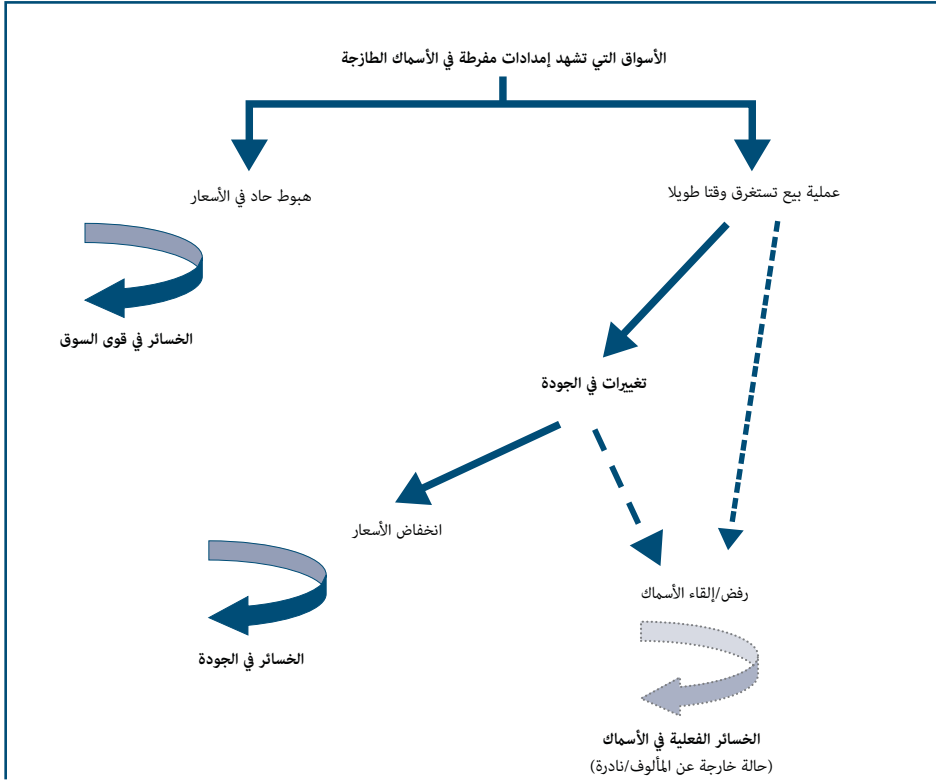 الأسواق التي تشهد إمدادات مفرطة في الأسماك الطازجة
عملية بيع تستغرق وقتا طويلا
هبوط حاد في الأسعار
الخسائر في قوى السوق
تغييرات في الجودة
انخفاض الأسعار
رفض/إلقاء الأسماك
الخسائر في الجودة
الخسائر الفعلية في الأسماك
(حالة خارجة عن المألوف/نادرة)